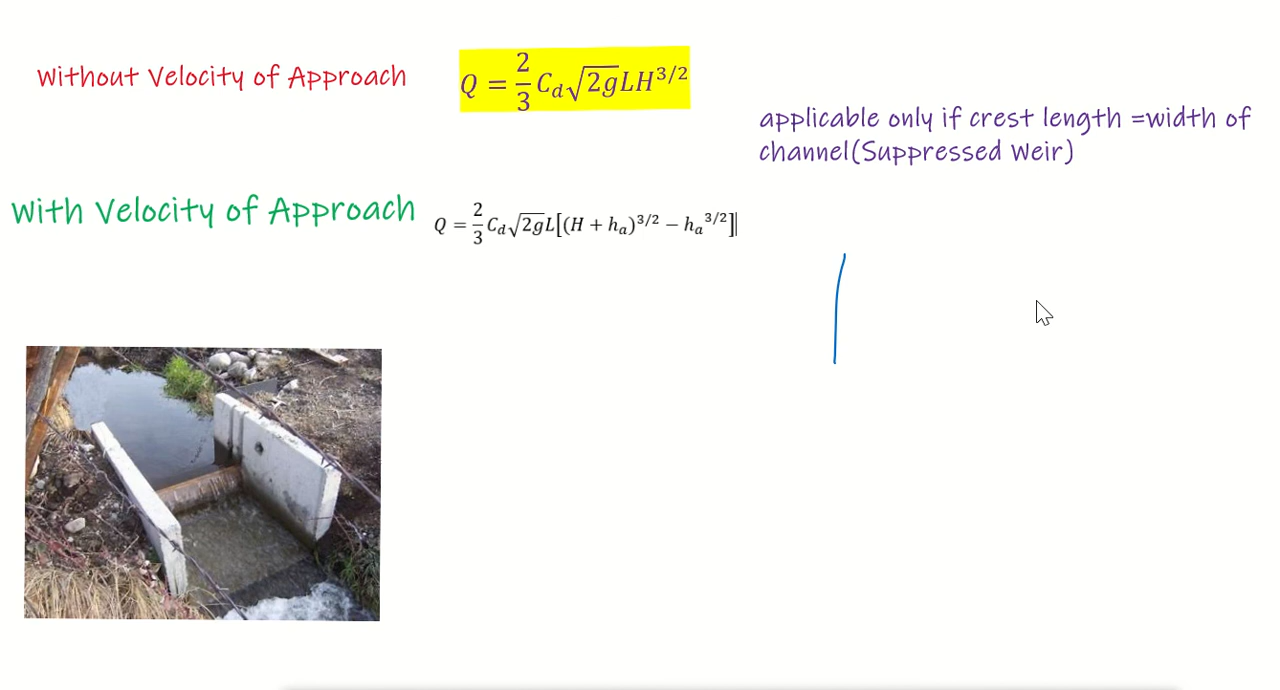 Without Velocity of Approach
Q = 2/3 C_d √2g LH^3/2
applicable only if crest length =width of
channel(Suppressed Weir)
With Velocity of Approach
Q = 2/3 C_d √2g L[(H + h_a)^3/2 − h_a^3/2]